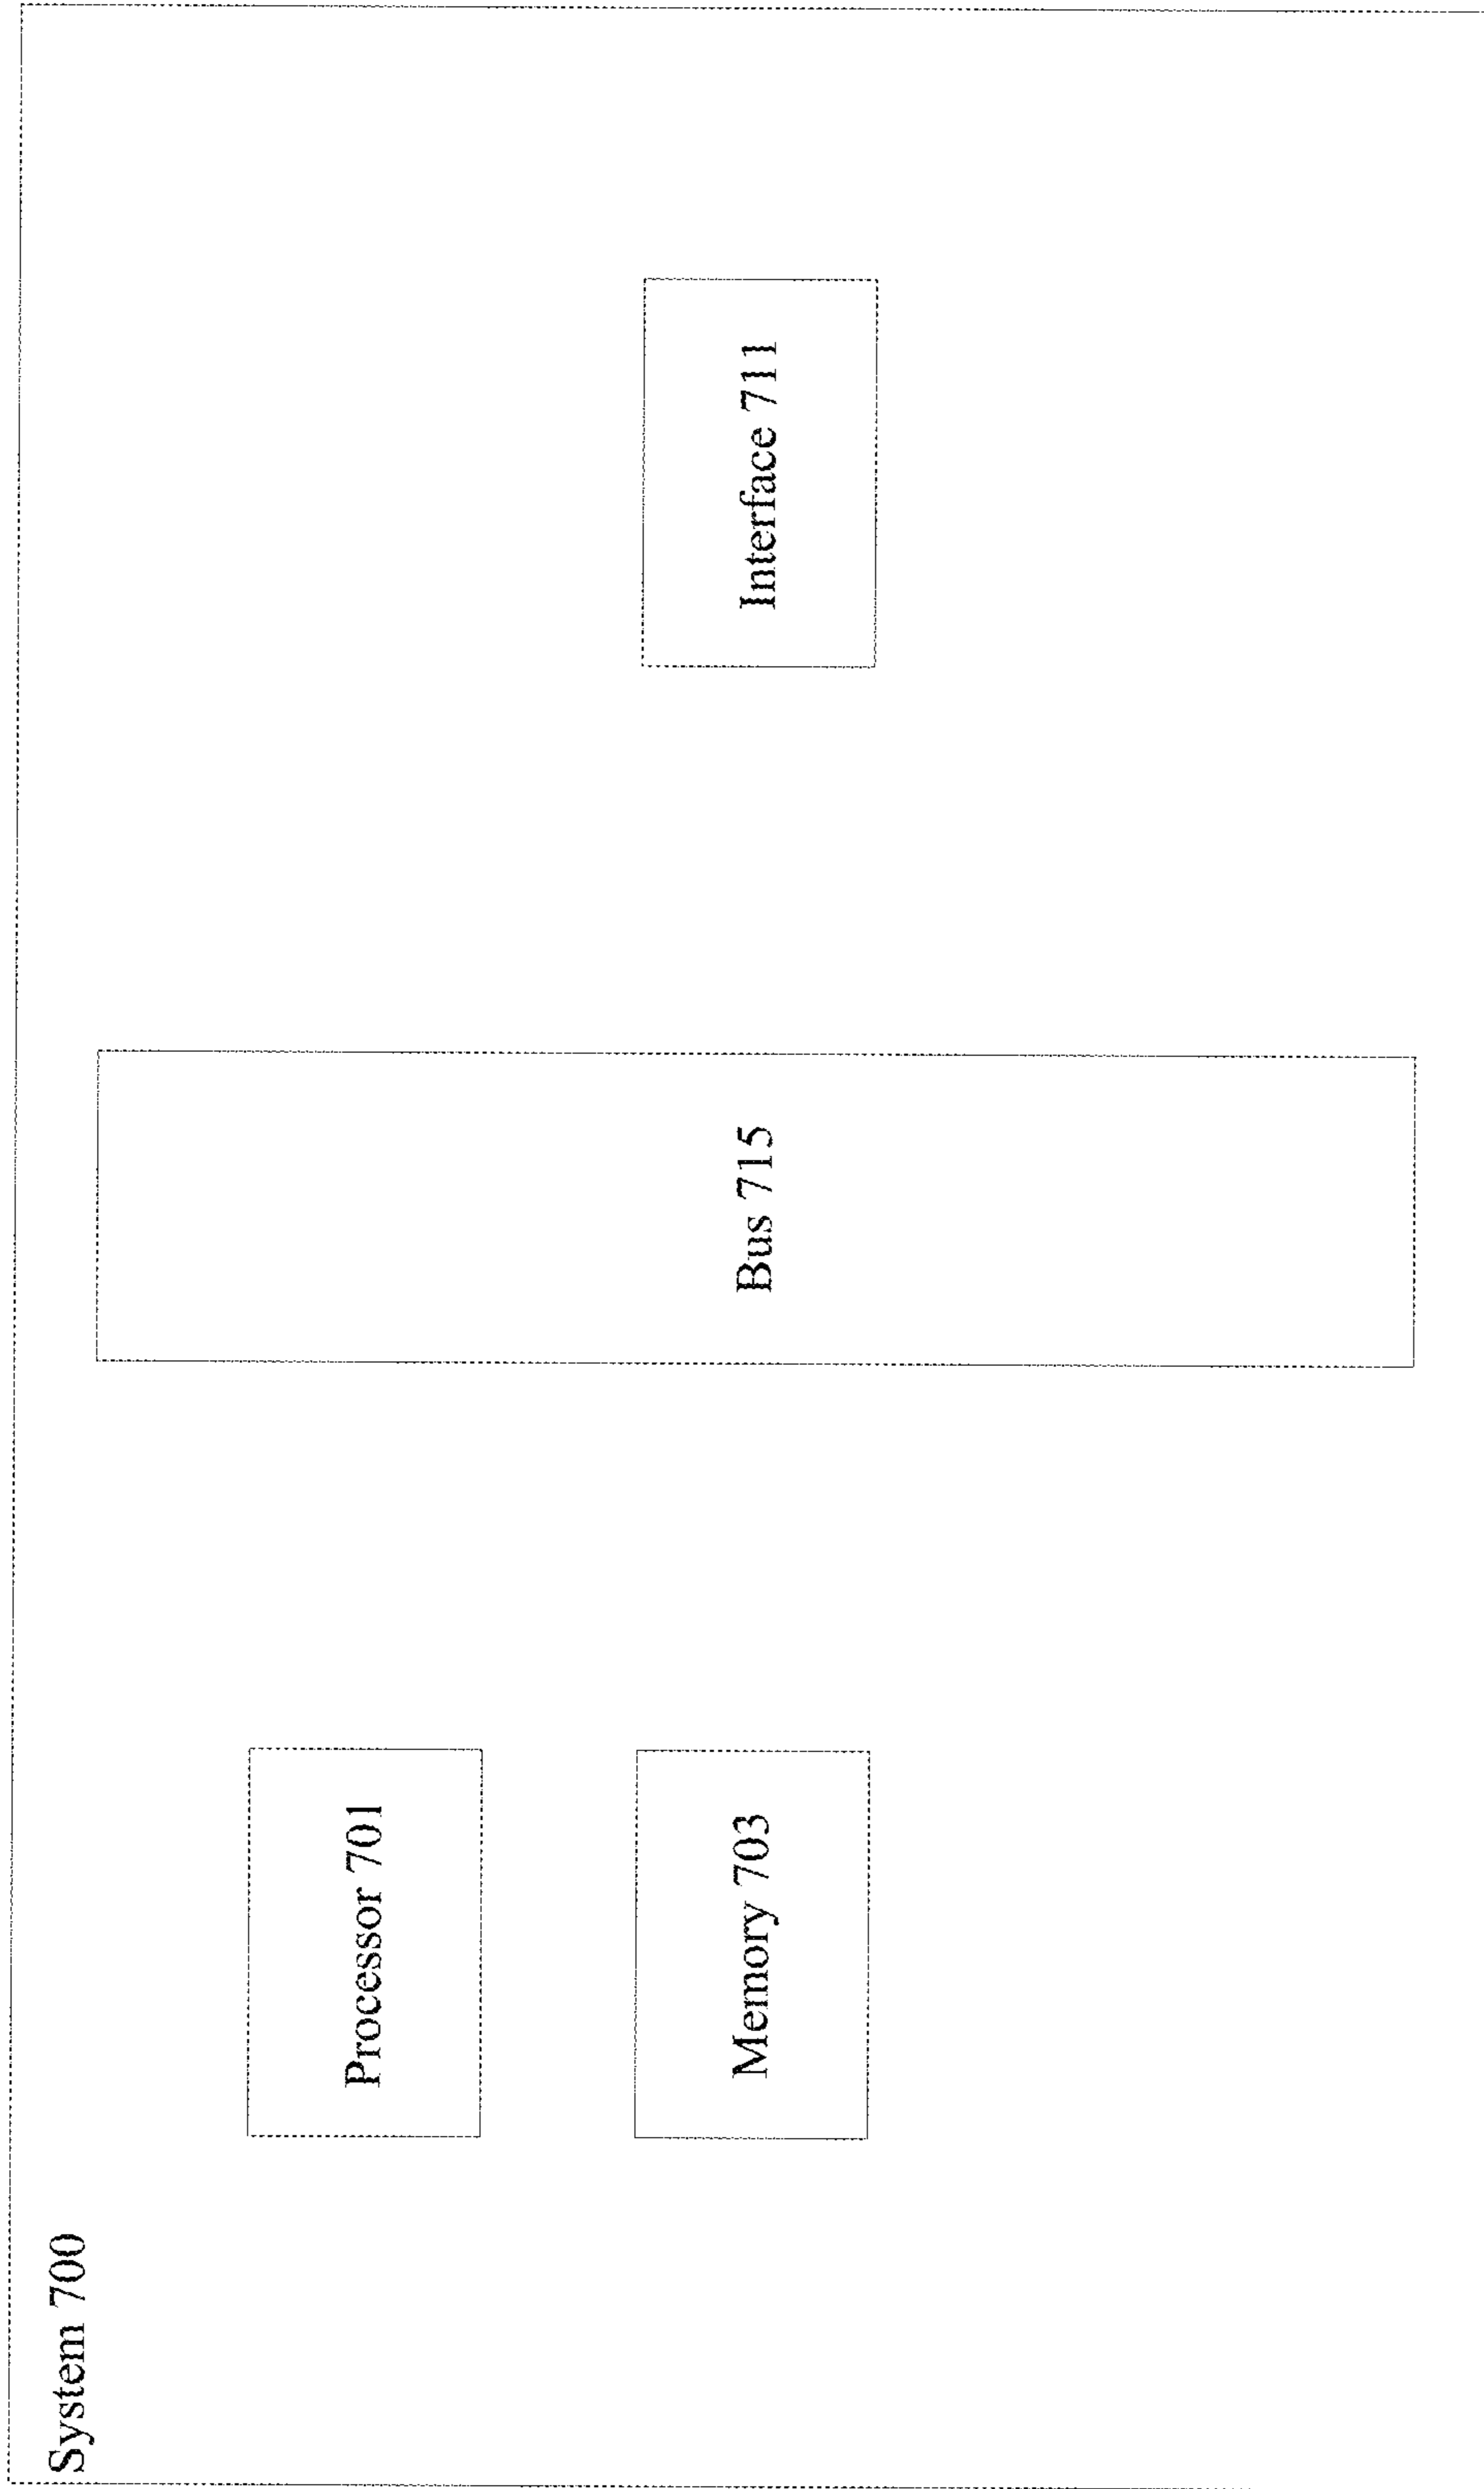 System 700
Processor 701
Memory 703
Bus 715
Interface 711